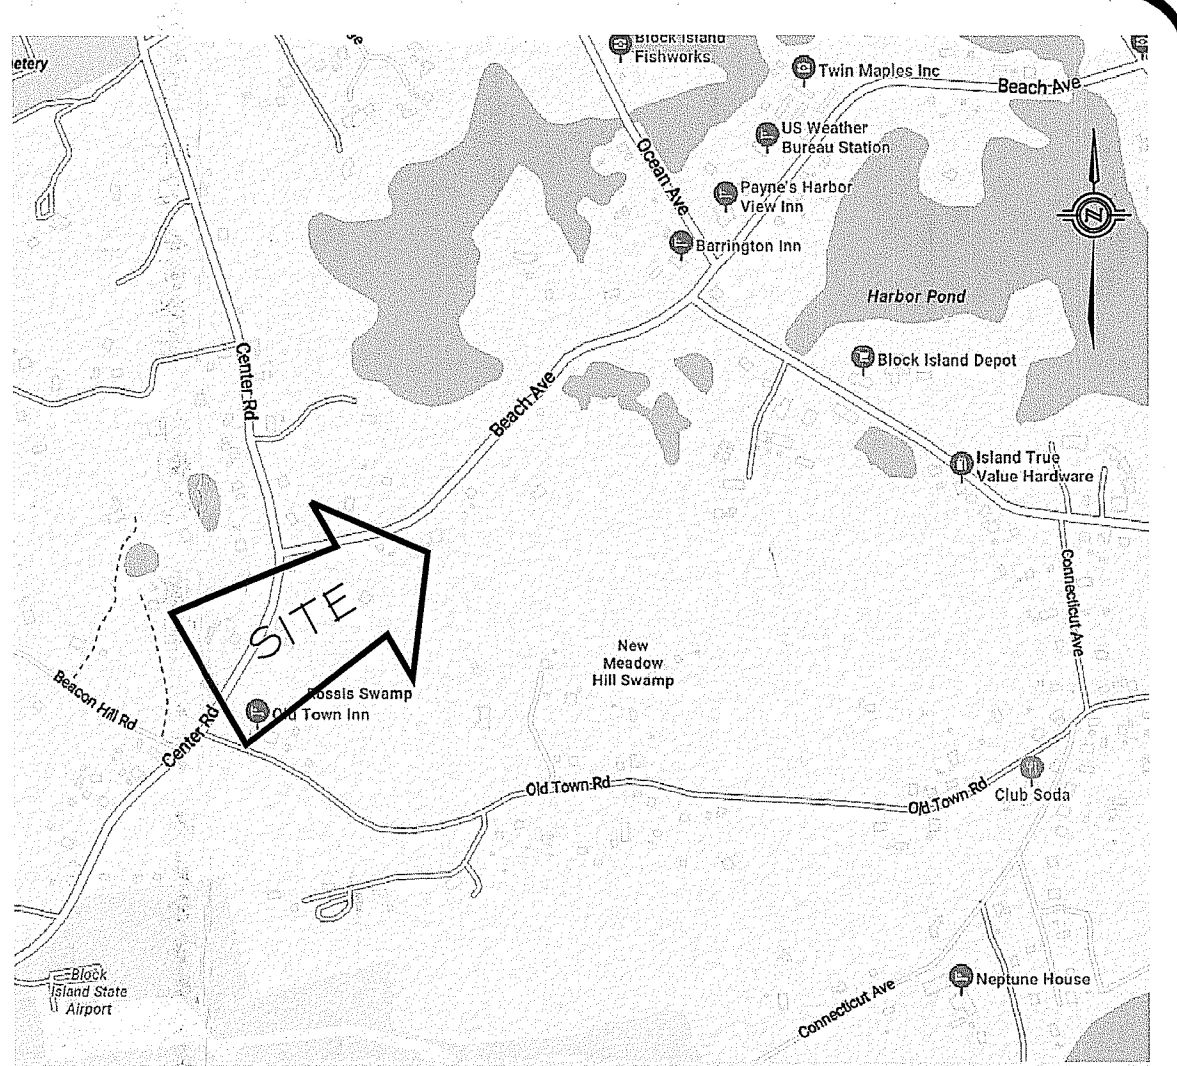 etery
ge
Block Island
Fishworks
Twin Maples Inc
Beach Ave
US Weather
Bureau Station
Ocean Ave
Payne's Harbor
View Inn
Barrington Inn
N
Harbor Pond
Block Island Depot
Center Rd
Beach Ave
Island True
Value Hardware
Connecticut Ave
SITE
New
Meadow
Hill Swamp
Beacon Hill Rd
Rossis Swamp
Old Town Inn
Center Rd
Old Town Rd
Old Town Rd
Club Soda
Block
Island State
Airport
Neptune House
Connecticut Ave